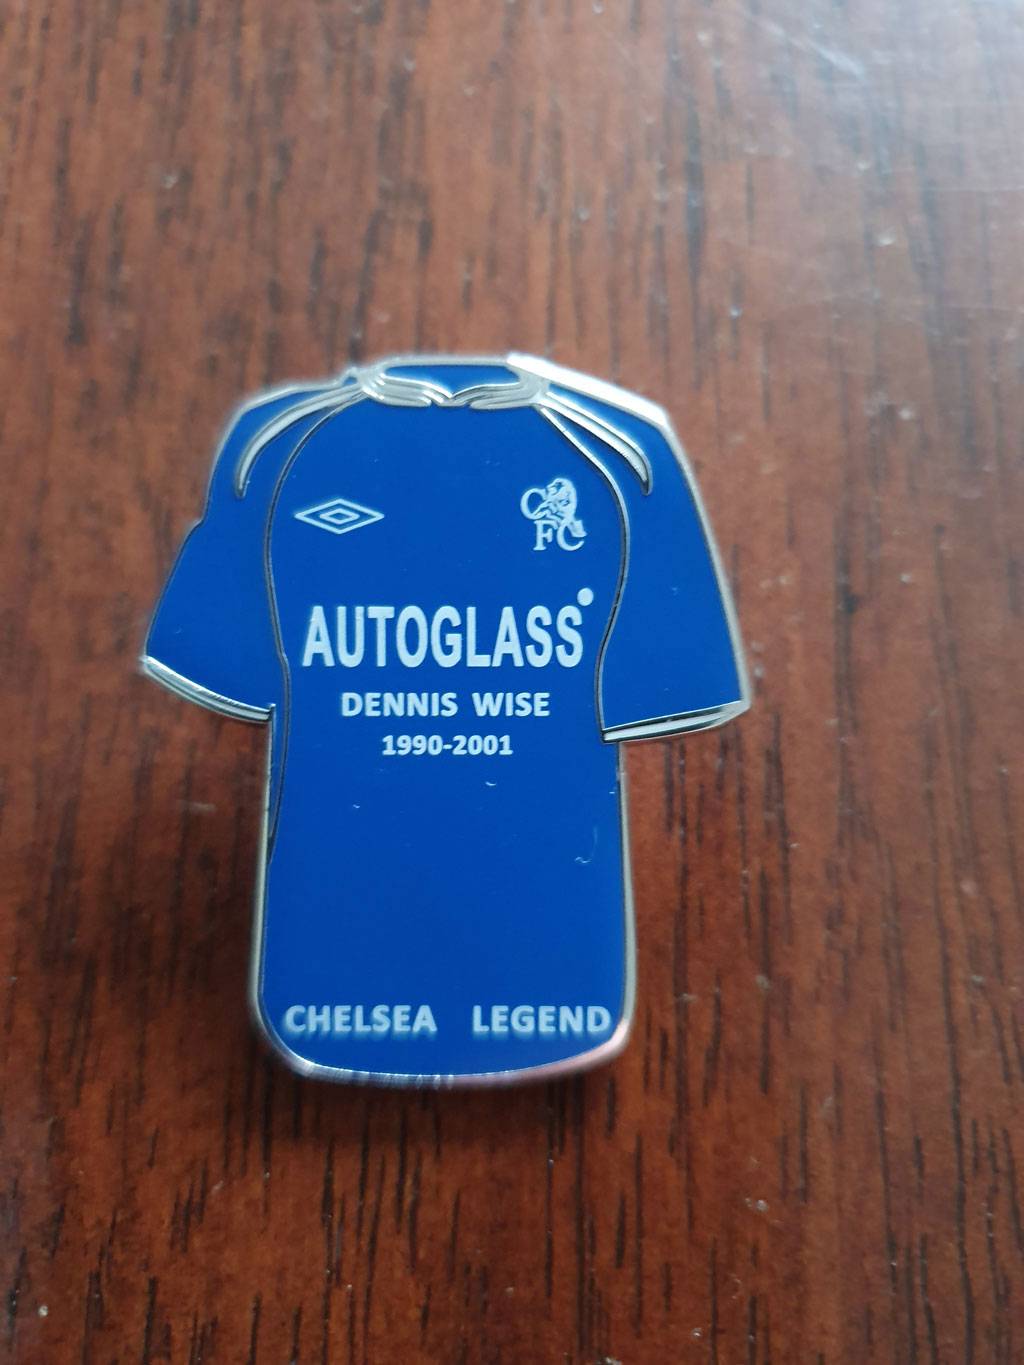 CFC
AUTOGLASS
DENNIS WISE
1990-2001
CHELSEA LEGEND